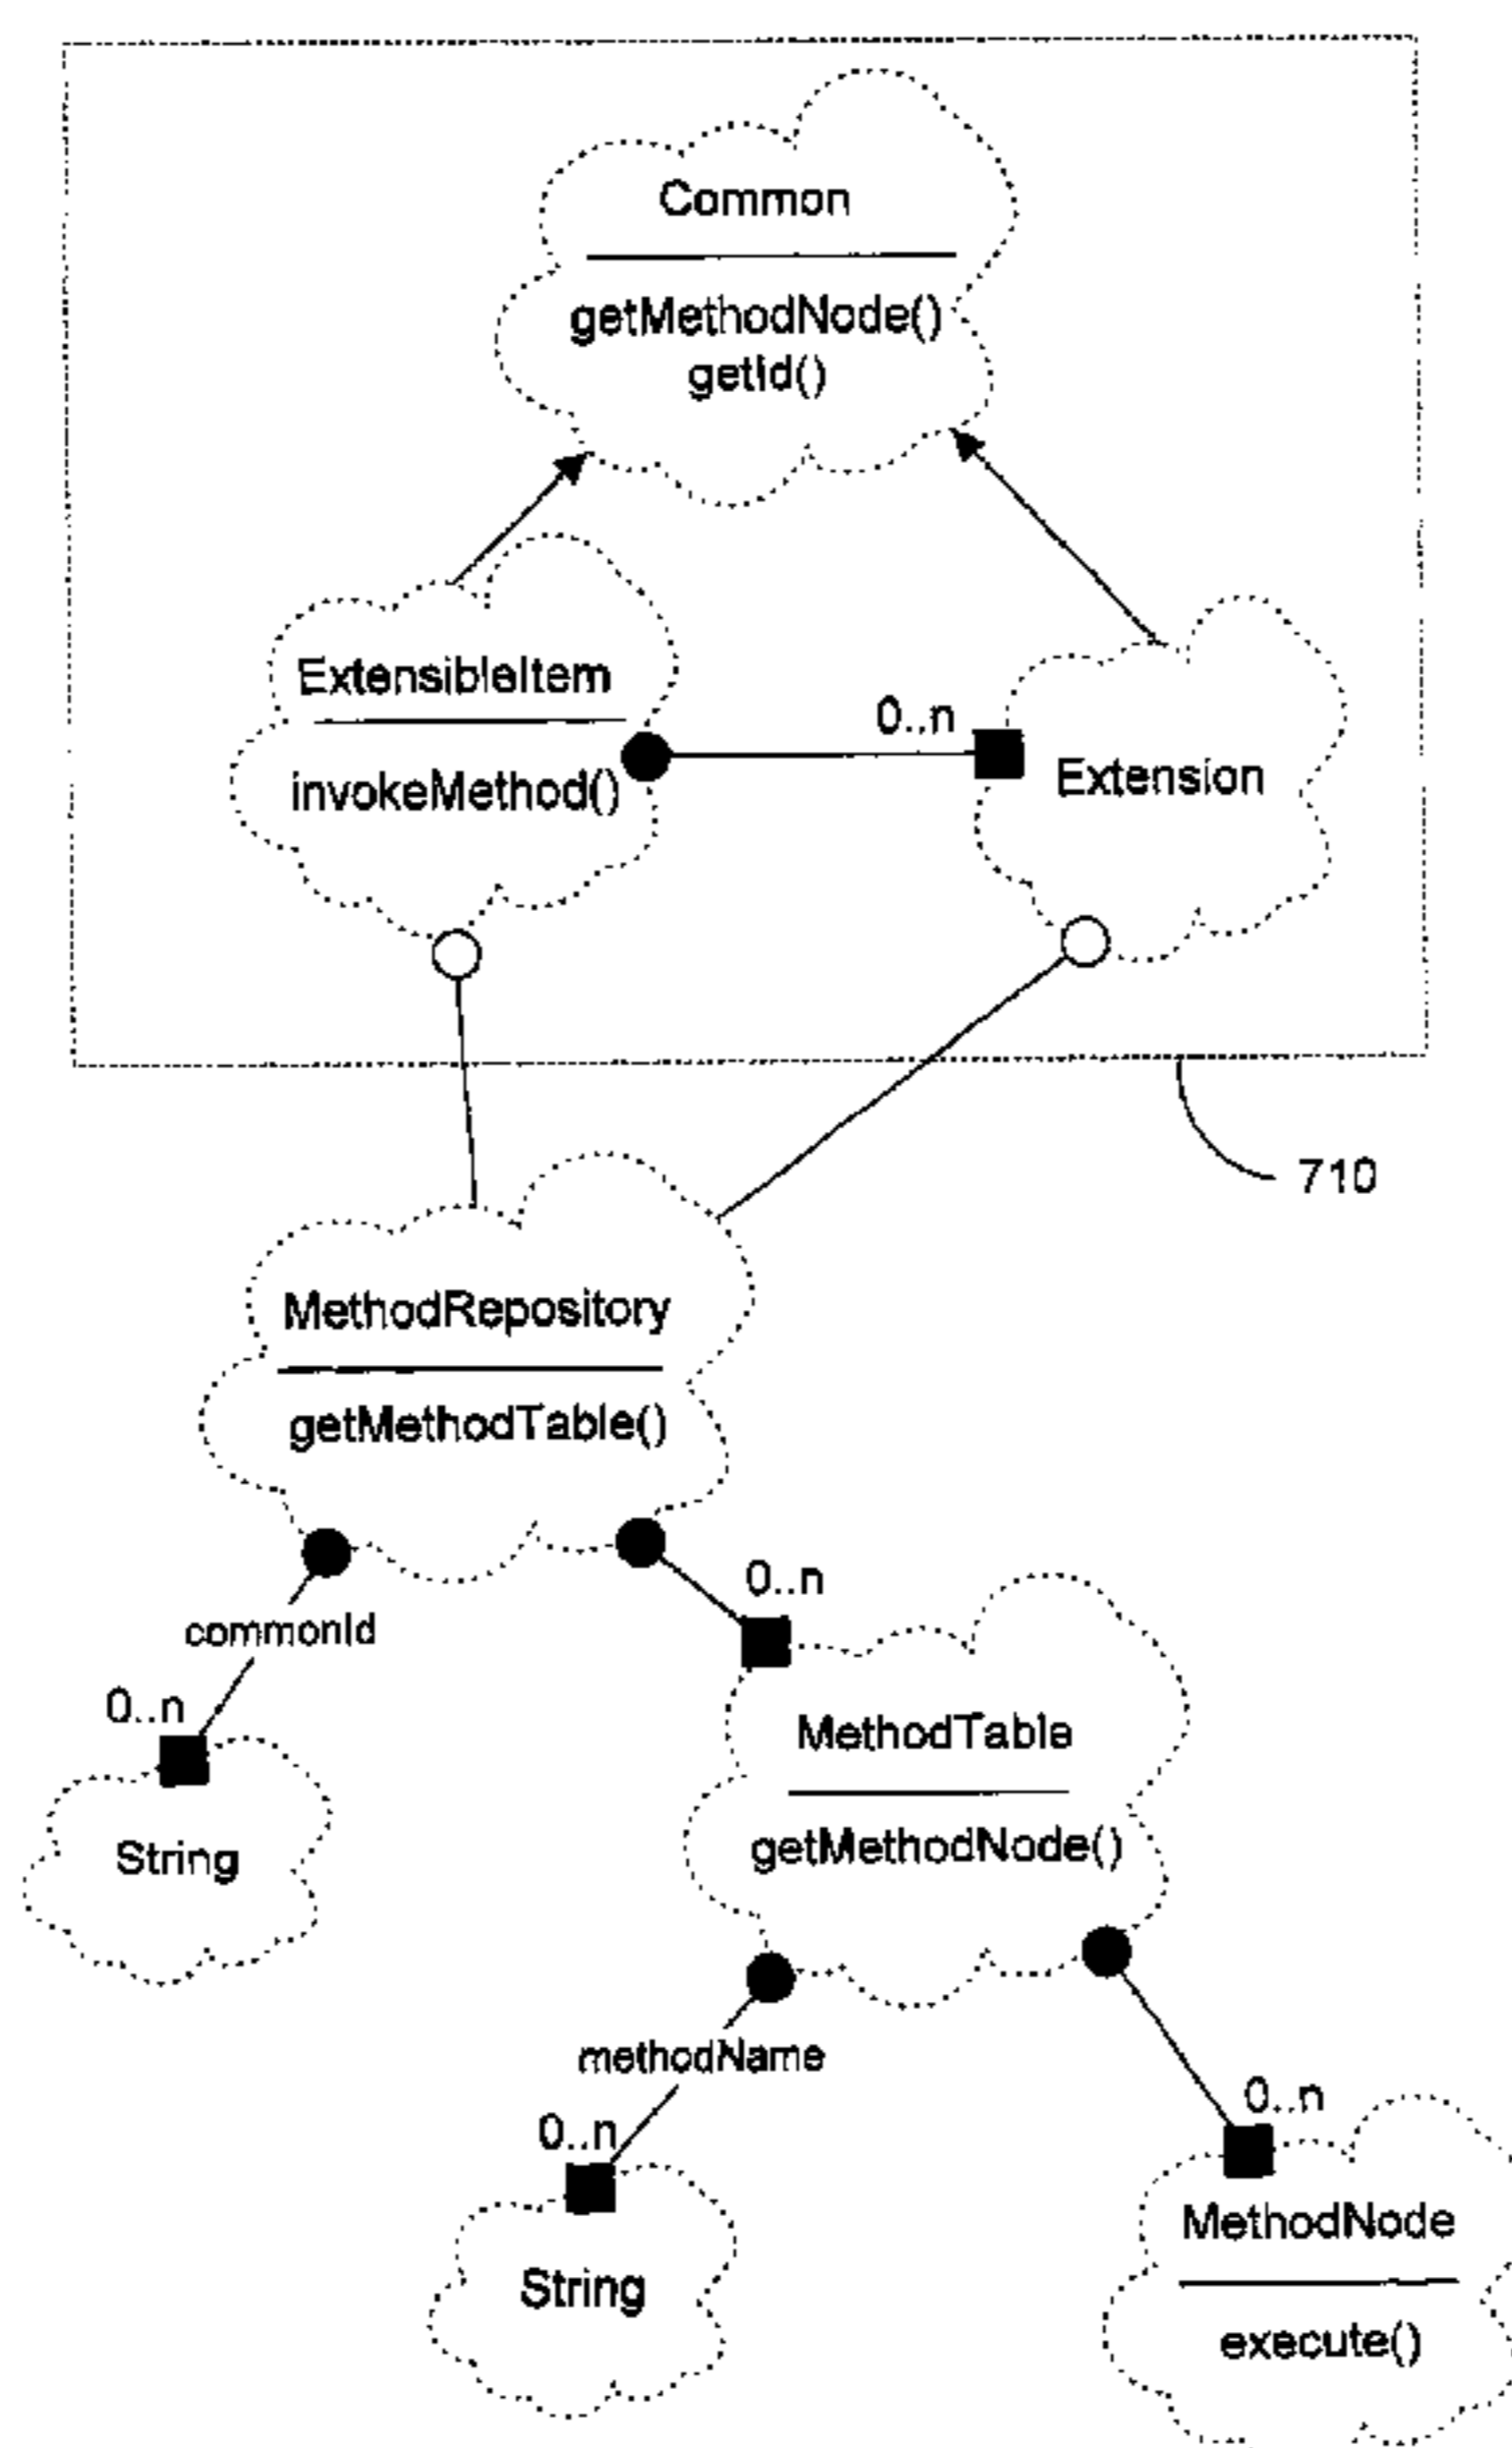 Common
getMethodNode()
getId()
ExtensibleItem
invokeMethod()
0..n
Extension
710
MethodRepository
getMethodTable()
commonId
0..n
String
0..n
MethodTable
getMethodNode()
methodName
0..n
String
0..n
MethodNode
execute()